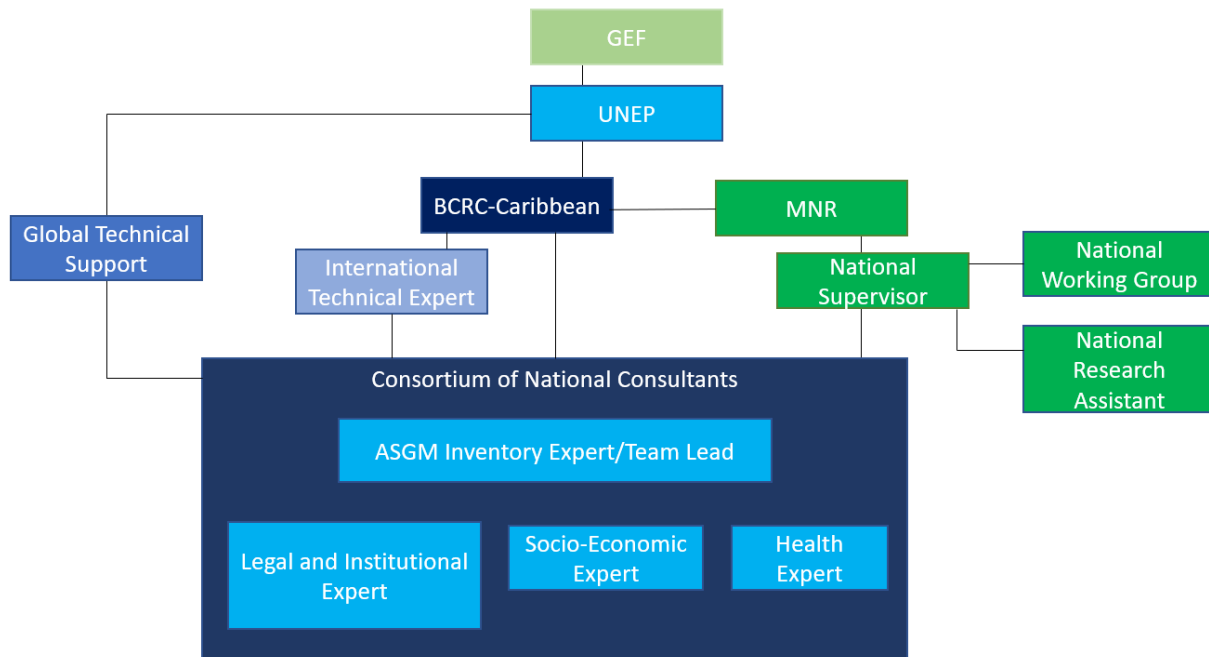 GEF
UNEP
BCRC-Caribbean
MNR
Global Technical
Support
International
Technical Expert
National
Supervisor
National
Working Group
National
Research
Assistant
Consortium of National Consultants
ASGM Inventory Expert/Team Lead
Legal and Institutional
Expert
Socio-Economic
Expert
Health
Expert